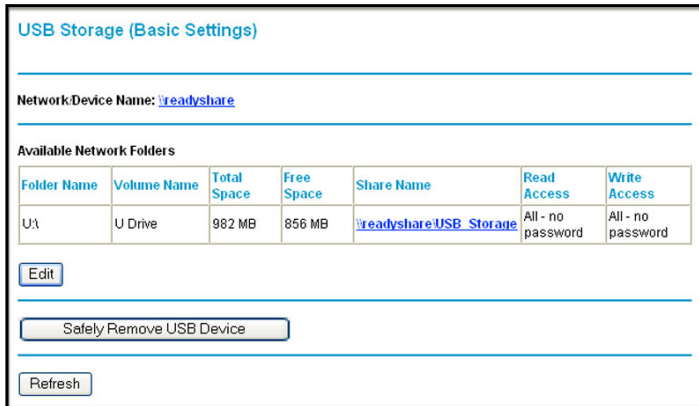 USB Storage (Basic Settings)
Network/Device Name: \\readyshare
Available Network Folders
Folder Name Volume Name Total Space Free Space Share Name Read Access Write Access
U:\ U Drive 982 MB 856 MB \\readyshare\USB_Storage All - no password All - no password
Edit
Safely Remove USB Device
Refresh